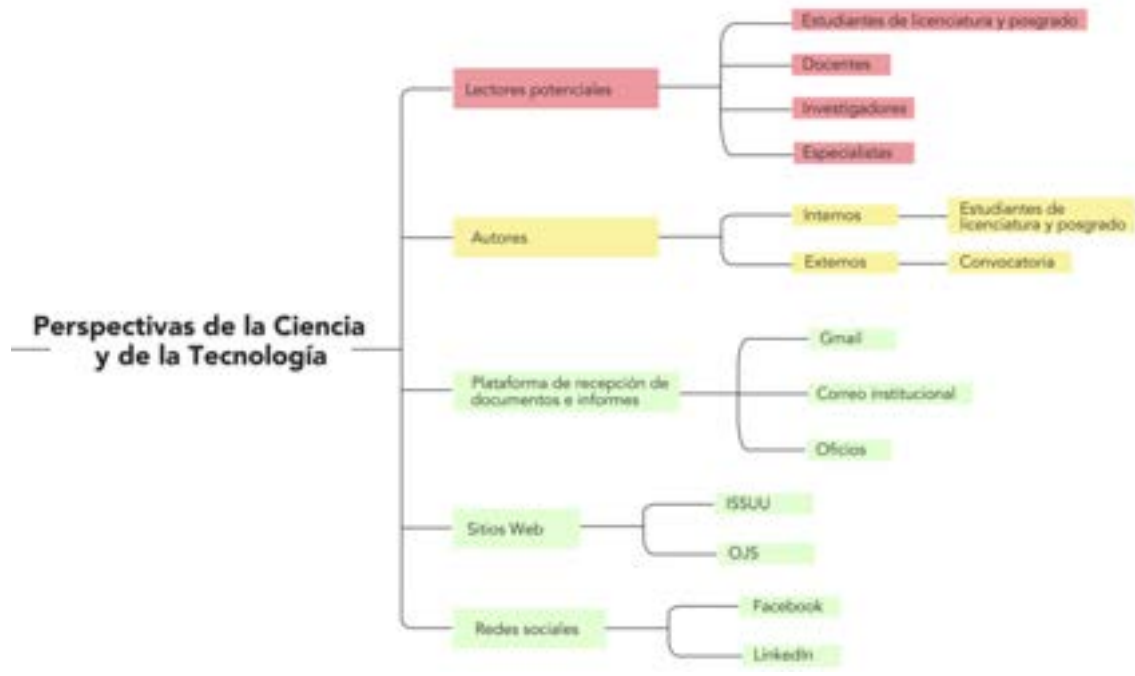 Perspectivas de la Ciencia
y de la Tecnología
Lectores potenciales
Estudiantes de licenciatura y posgrado
Docentes
Investigadores
Especialistas
Autores
Internos
Estudiantes de
licenciatura y posgrado
Externos
Convocatoria
Plataforma de recepción de
documentos e informes
Gmail
Correo institucional
Oficios
Sitios Web
ISSUU
OJS
Redes sociales
Facebook
LinkedIn